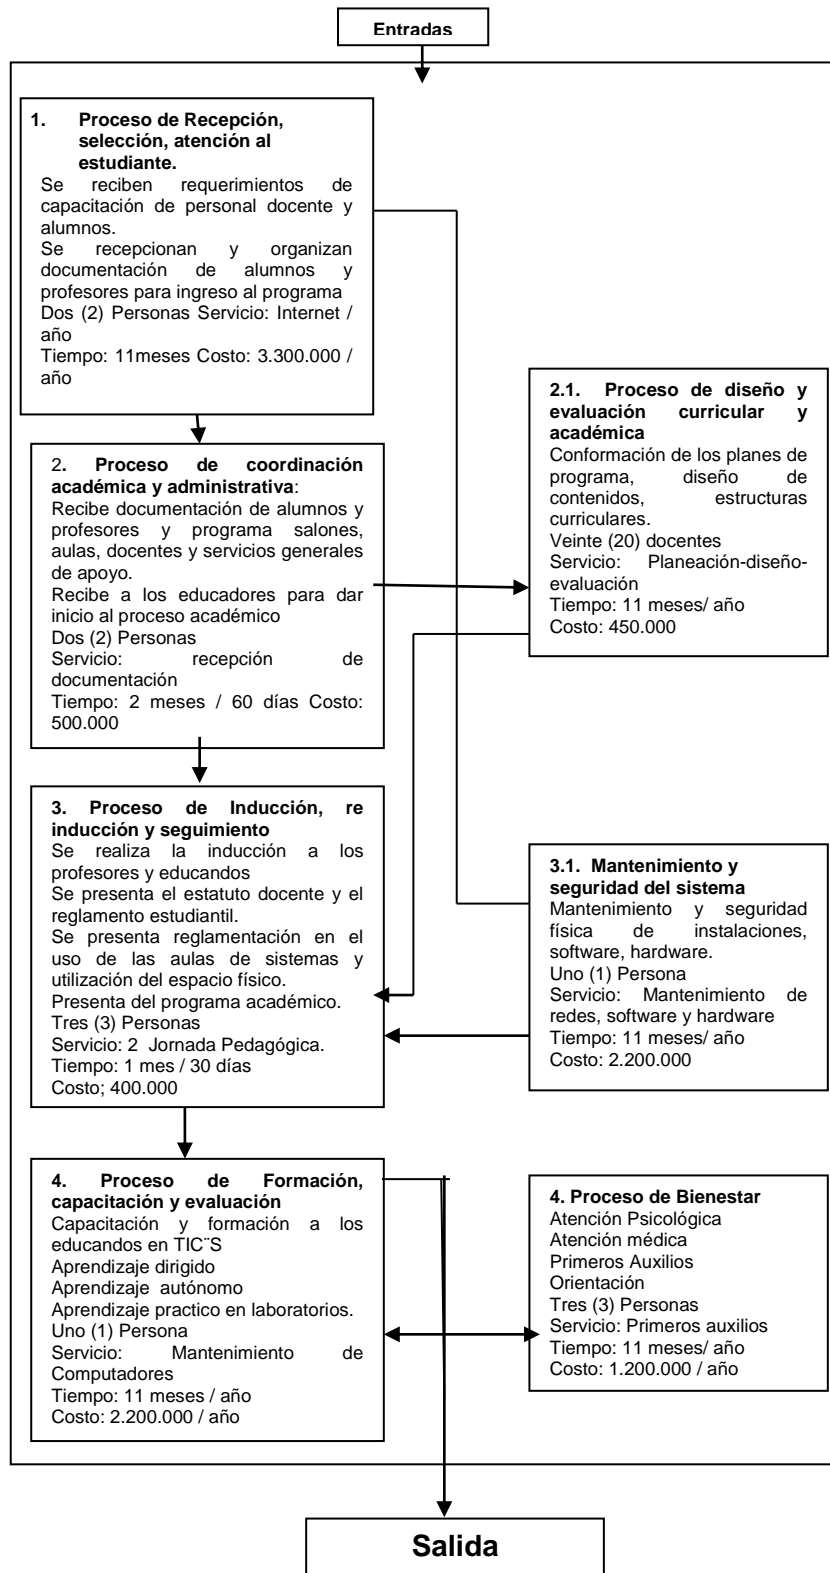 Entradas
1. Proceso de Recepción,
selección, atención al
estudiante.
Se reciben requerimientos de
capacitación de personal docente y
alumnos.
Se recepcionan y organizan
documentación de alumnos y
profesores para ingreso al programa
Dos (2) Personas Servicio: Internet /
año
Tiempo: 11meses Costo: 3.300.000 /
año
2. Proceso de coordinación
académica y administrativa:
Recibe documentación de alumnos y
profesores y programa salones,
aulas, docentes y servicios generales
de apoyo.
Recibe a los educadores para dar
inicio al proceso académico
Dos (2) Personas
Servicio: recepción de
documentación
Tiempo: 2 meses / 60 días Costo:
500.000
2.1. Proceso de diseño y
evaluación curricular y
académica
Conformación de los planes de
programa, diseño de
contenidos, estructuras
curriculares.
Veinte (20) docentes
Servicio: Planeación-diseño-
evaluación
Tiempo: 11 meses/ año
Costo: 450.000
3. Proceso de Inducción, re
inducción y seguimiento
Se realiza la inducción a los
profesores y educandos
Se presenta el estatuto docente y el
reglamento estudiantil.
Se presenta reglamentación en el
uso de las aulas de sistemas y
utilización del espacio físico.
Presenta del programa académico.
Tres (3) Personas
Servicio: 2 Jornada Pedagógica.
Tiempo: 1 mes / 30 días
Costo; 400.000
3.1. Mantenimiento y
seguridad del sistema
Mantenimiento y seguridad
física de instalaciones,
software, hardware.
Uno (1) Persona
Servicio: Mantenimiento de
redes, software y hardware
Tiempo: 11 meses/ año
Costo: 2.200.000
4. Proceso de Formación,
capacitación y evaluación
Capacitación y formación a los
educandos en TIC¨S
Aprendizaje dirigido
Aprendizaje autónomo
Aprendizaje practico en laboratorios.
Uno (1) Persona
Servicio: Mantenimiento de
Computadores
Tiempo: 11 meses / año
Costo: 2.200.000 / año
4. Proceso de Bienestar
Atención Psicológica
Atención médica
Primeros Auxilios
Orientación
Tres (3) Personas
Servicio: Primeros auxilios
Tiempo: 11 meses/ año
Costo: 1.200.000 / año
Salida